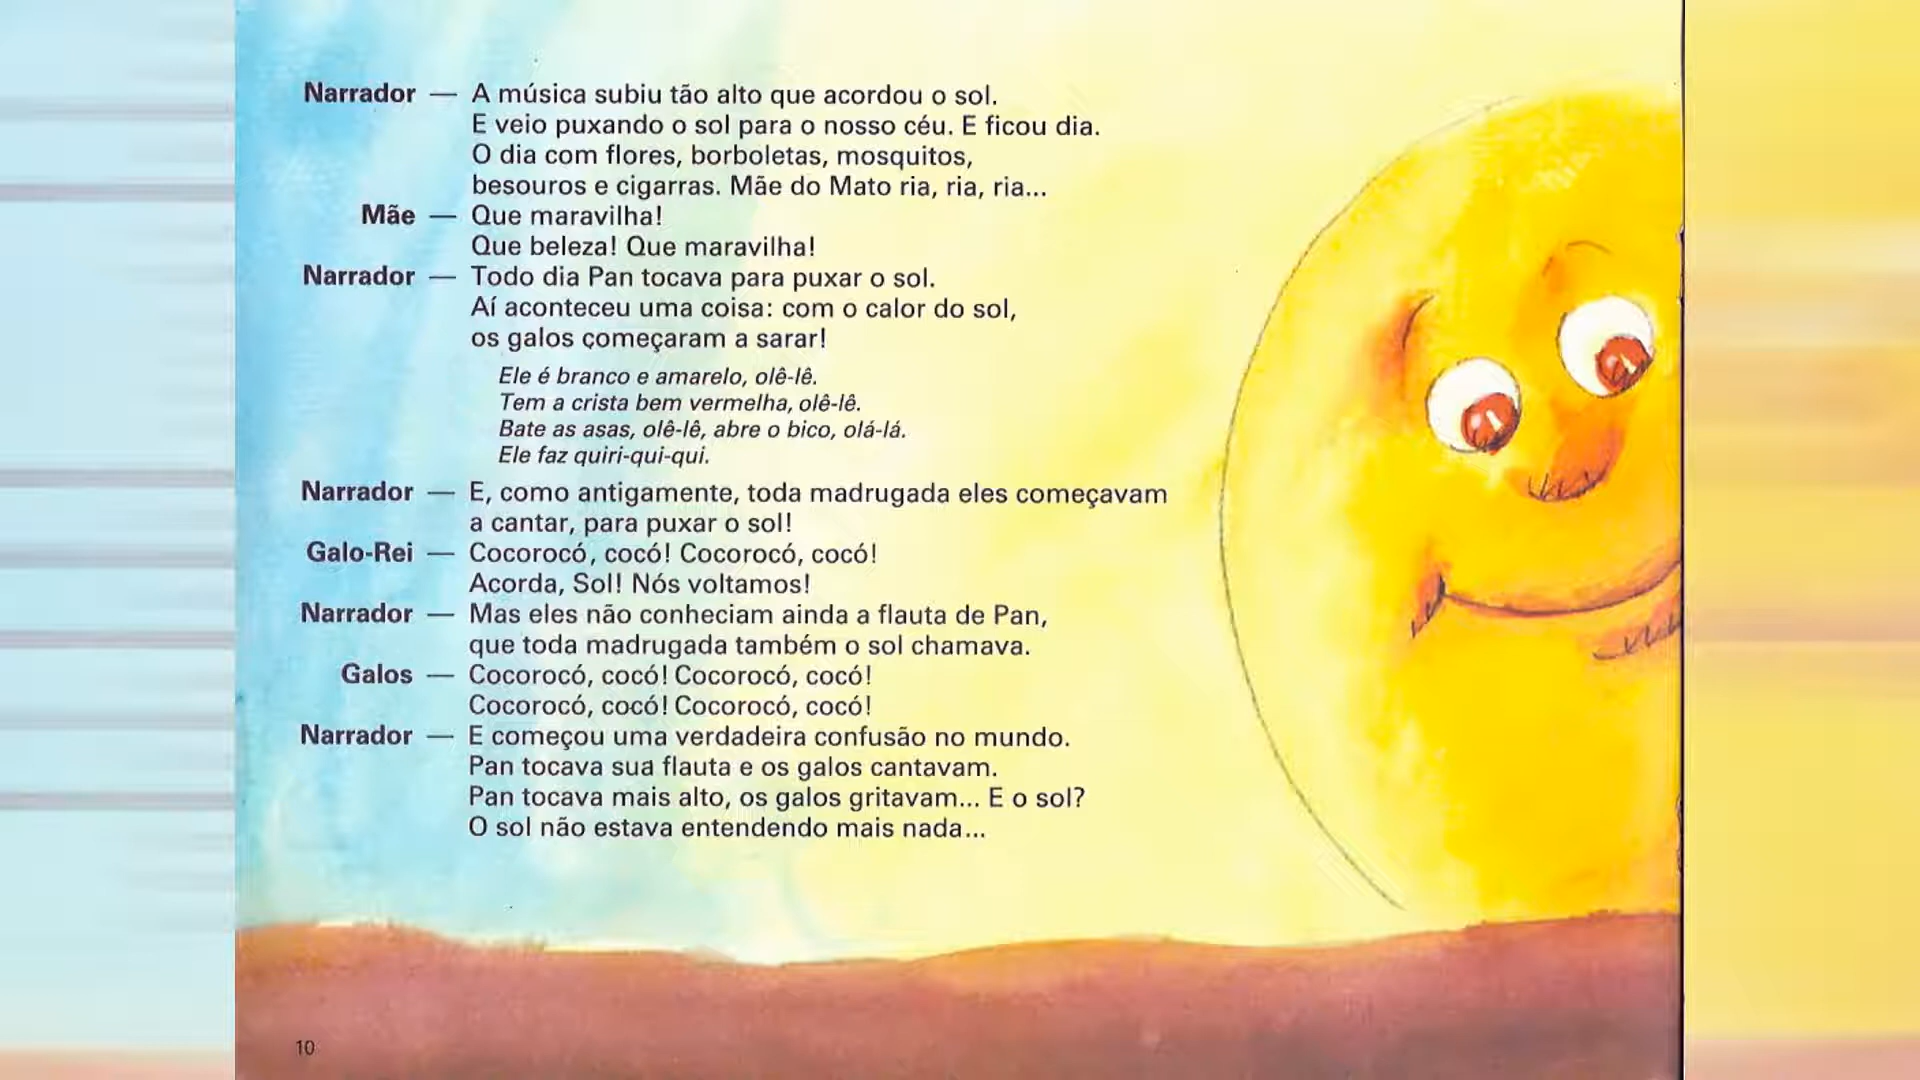 Narrador — A música subiu tão alto que acordou o sol.
E veio puxando o sol para o nosso céu. E ficou dia.
O dia com flores, borboletas, mosquitos,
besouros e cigarras. Mãe do Mato ria, ria, ria...
Mãe — Que maravilha!
Que beleza! Que maravilha!
Narrador — Todo dia Pan tocava para puxar o sol.
Aí aconteceu uma coisa: com o calor do sol,
os galos começaram a sarar!
Ele é branco e amarelo, olê-lê.
Tem a crista bem vermelha, olê-lê.
Bate as asas, olê-lê, abre o bico, olá-lá.
Ele faz quiri-qui-qui.
Narrador — E, como antigamente, toda madrugada eles começavam
a cantar, para puxar o sol!
Galo-Rei — Cocorocó, cocó! Cocorocó, cocó!
Acorda, Sol! Nós voltamos!
Narrador — Mas eles não conheciam ainda a flauta de Pan,
que toda madrugada também o sol chamava.
Galos — Cocorocó, cocó! Cocorocó, cocó!
Cocorocó, cocó! Cocorocó, cocó!
Narrador — E começou uma verdadeira confusão no mundo.
Pan tocava sua flauta e os galos cantavam.
Pan tocava mais alto, os galos gritavam... E o sol?
O sol não estava entendendo mais nada...
10